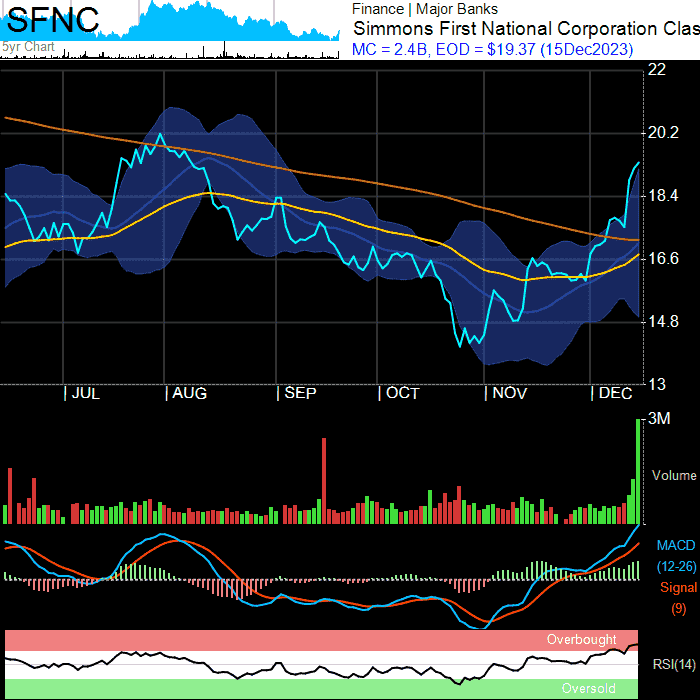 SFNC
5yr Chart
Finance | Major Banks
Simmons First National Corporation Clas
MC = 2.4B, EOD = $19.37 (15Dec2023)
22
20.2
18.4
16.6
14.8
13
| JUL | AUG | SEP | OCT | NOV | DEC
3M
Volume
MACD
(12-26)
Signal
(9)
Overbought
RSI(14)
Oversold